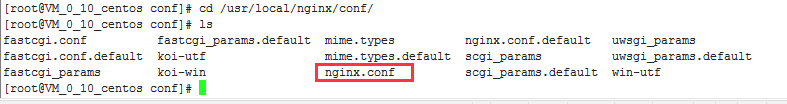 [root@VM_0_10_centos conf]# cd /usr/local/nginx/conf/
[root@VM_0_10_centos conf]# ls
fastcgi.conf fastcgi_params.default mime.types nginx.conf.default uwsgi_params
fastcgi.conf.default koi-utf mime.types.default scgi_params uwsgi_params.default
fastcgi_params koi-win nginx.conf scgi_params.default win-utf
[root@VM_0_10_centos conf]#